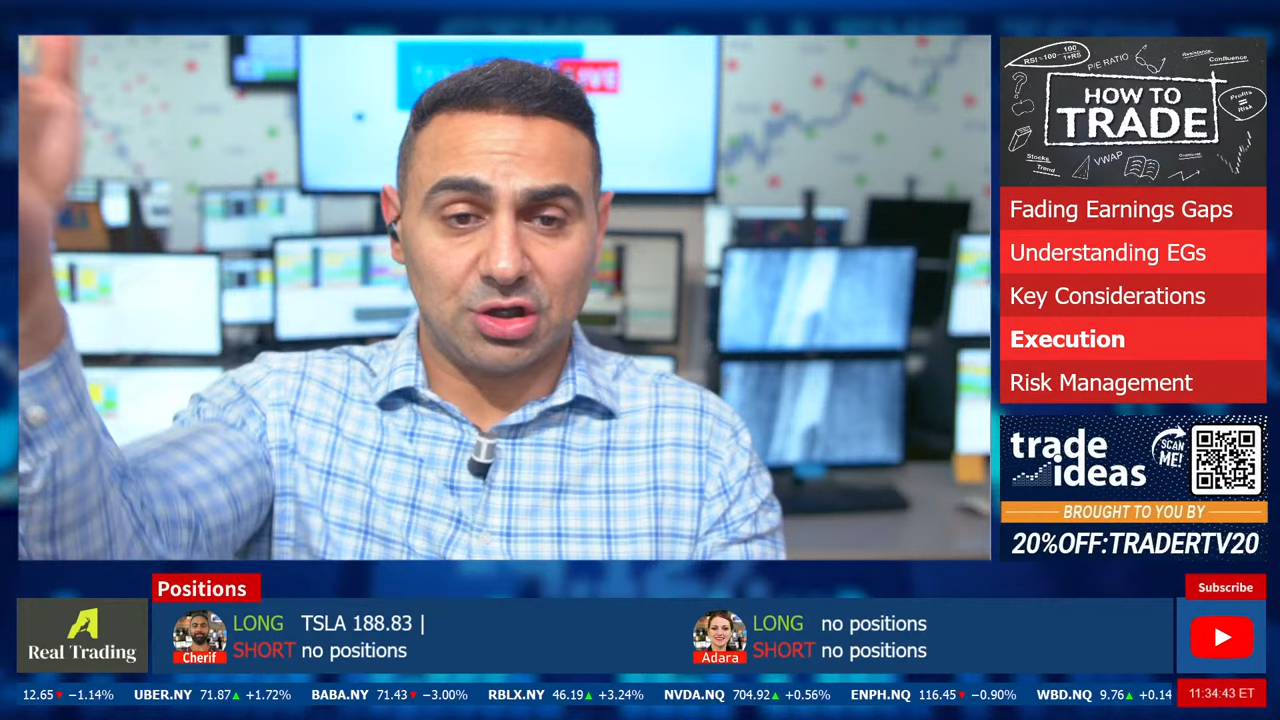 LIVE
RSI=100- 100
1+RS
P/E RATIO
Resistance
Confluence
HOW TO
TRADE
Profits
=
Risk
Stocks
Trend
VWAP
Fading Earnings Gaps
Understanding EGs
Key Considerations
Execution
Risk Management
trade
ideas
SCAN
ME!
BROUGHT TO YOU BY
20%OFF:TRADERTV20
Positions
Subscribe
Real Trading
Cherif
LONG TSLA 188.83 |
SHORT no positions
Adara
LONG no positions
SHORT no positions
12.65▼ −1.14% UBER.NY 71.87▲ +1.72% BABA.NY 71.43▼ −3.00% RBLX.NY 46.19▲ +3.24% NVDA.NQ 704.92▲ +0.56% ENPH.NQ 116.45▼ −0.90% WBD.NQ 9.76▲ +0.14
11:34:43 ET